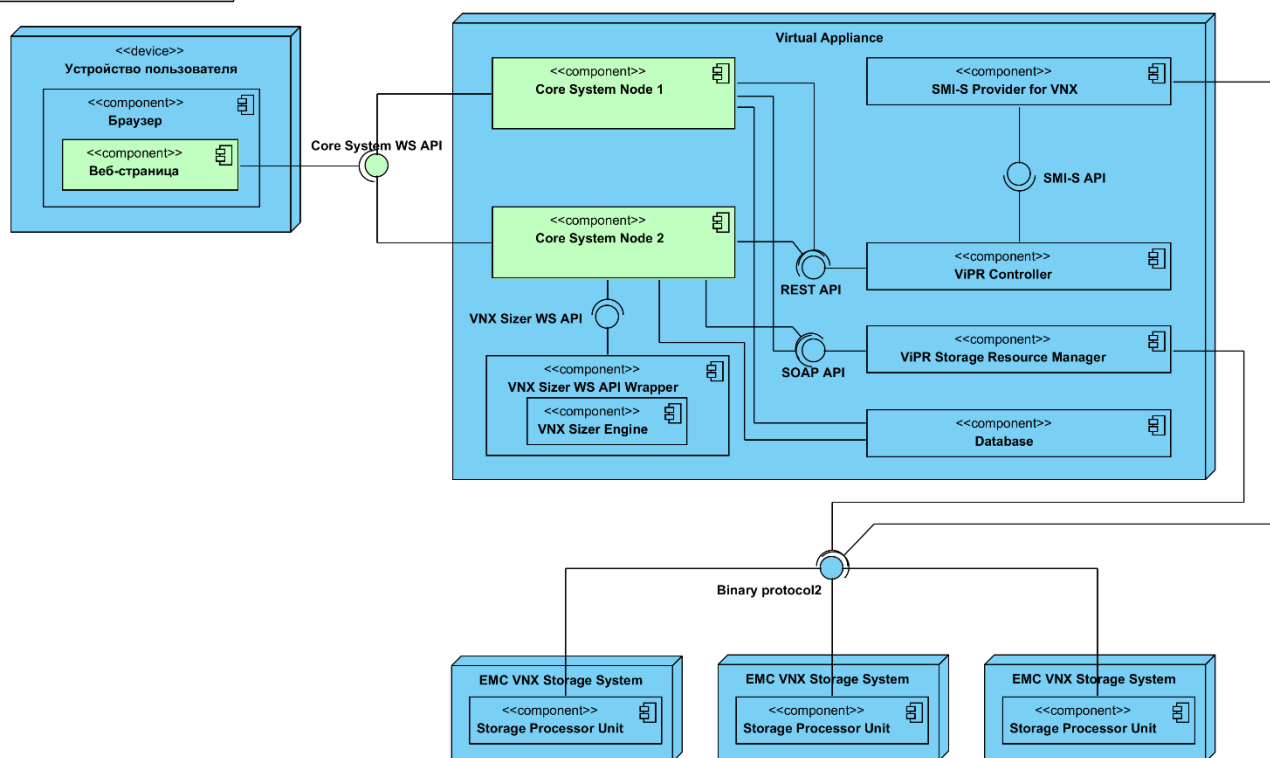 <<device>>
Устройство пользователя
<<component>>
Браузер
<<component>>
Веб-страница
Core System WS API
Virtual Appliance
<<component>>
Core System Node 1
<<component>>
SMI-S Provider for VNX
SMI-S API
<<component>>
Core System Node 2
<<component>>
ViPR Controller
REST API
VNX Sizer WS API
<<component>>
ViPR Storage Resource Manager
SOAP API
<<component>>
VNX Sizer WS API Wrapper
<<component>>
VNX Sizer Engine
<<component>>
Database
Binary protocol2
EMC VNX Storage System
<<component>>
Storage Processor Unit
EMC VNX Storage System
<<component>>
Storage Processor Unit
EMC VNX Storage System
<<component>>
Storage Processor Unit